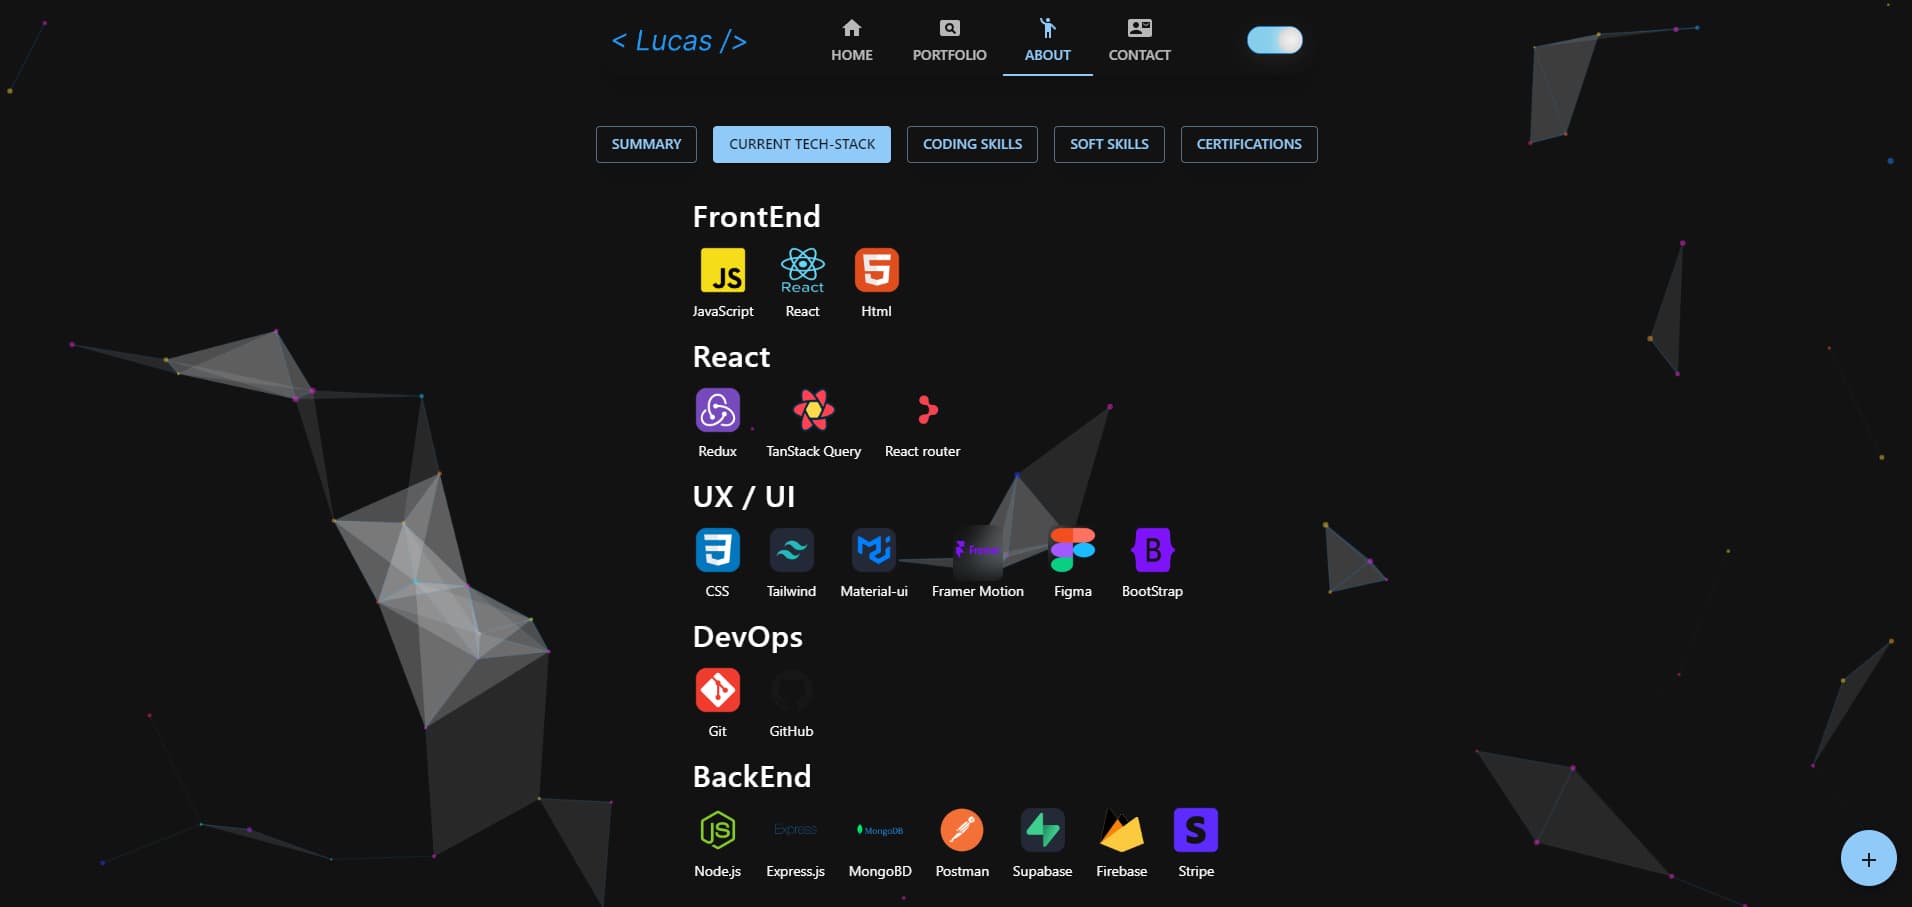 < Lucas />
HOME
PORTFOLIO
ABOUT
CONTACT
SUMMARY
CURRENT TECH-STACK
CODING SKILLS
SOFT SKILLS
CERTIFICATIONS
FrontEnd
JS
React
JavaScript
React
Html
React
Redux
TanStack Query
React router
UX / UI
Framer
B
CSS
Tailwind
Material-ui
Framer Motion
Figma
BootStrap
DevOps
Git
GitHub
BackEnd
JS
Express
MongoDB
S
Node.js
Express.js
MongoBD
Postman
Supabase
Firebase
Stripe
+